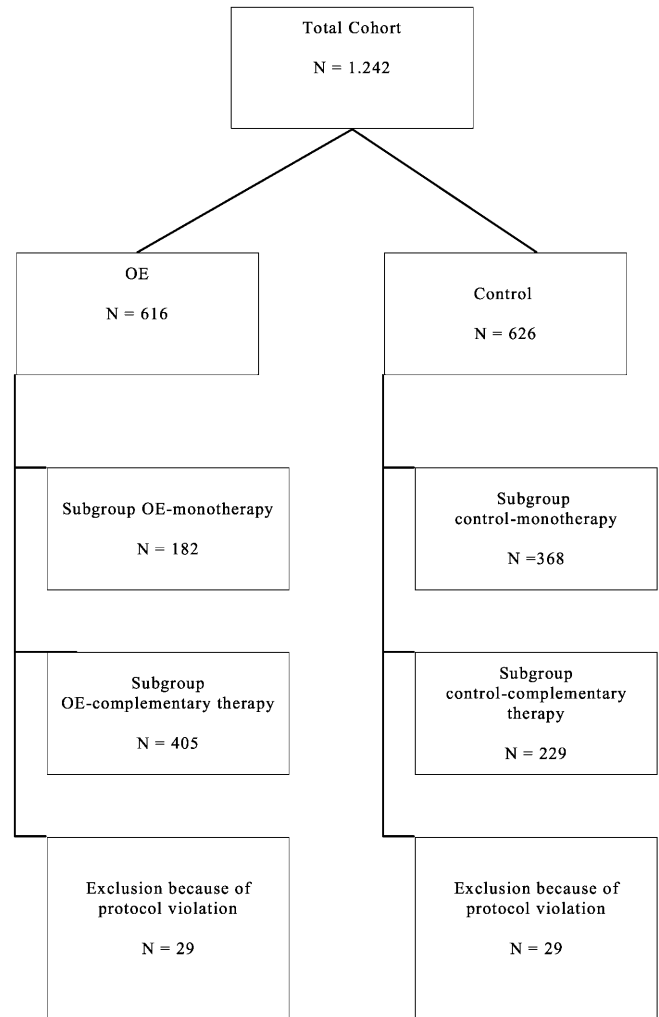 Total Cohort
N = 1.242
OE
N = 616
Control
N = 626
Subgroup OE-monotherapy
N = 182
Subgroup
control-monotherapy
N =368
Subgroup
OE-complementary therapy
N = 405
Subgroup
control-complementary
therapy
N = 229
Exclusion because of
protocol violation
N = 29
Exclusion because of
protocol violation
N = 29